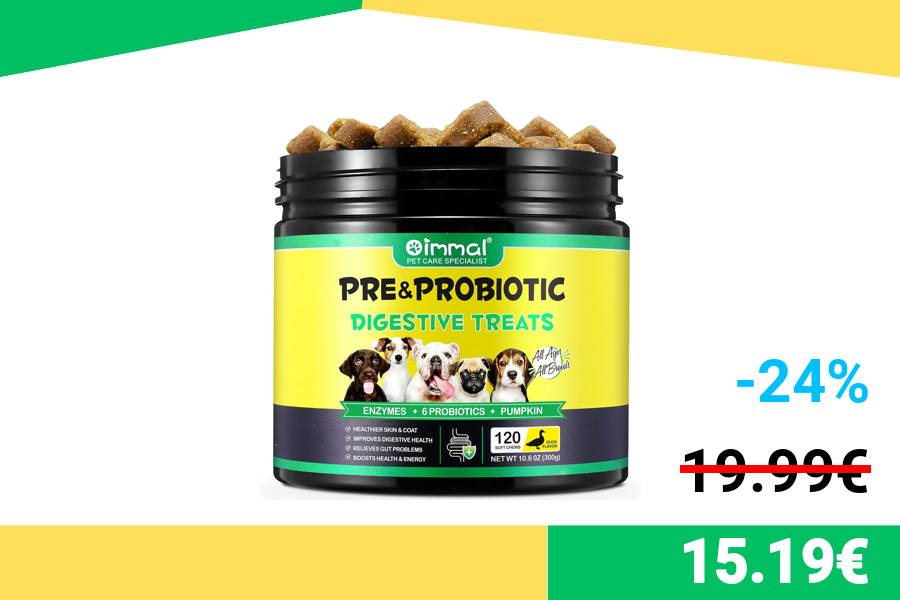 immal®
PET CARE SPECIALIST
PRE&PROBIOTIC
DIGESTIVE TREATS
All Ages
All Breeds
ENZYMES + 6 PROBIOTICS + PUMPKIN
HEALTHIER SKIN & COAT
IMPROVES DIGESTIVE HEALTH
RELIEVES GUT PROBLEMS
BOOSTS HEALTH & ENERGY
120
SOFT CHEWS
DUCK
FLAVOR
NET WT 10.6 OZ (300g)
-24%
19.99€
15.19€